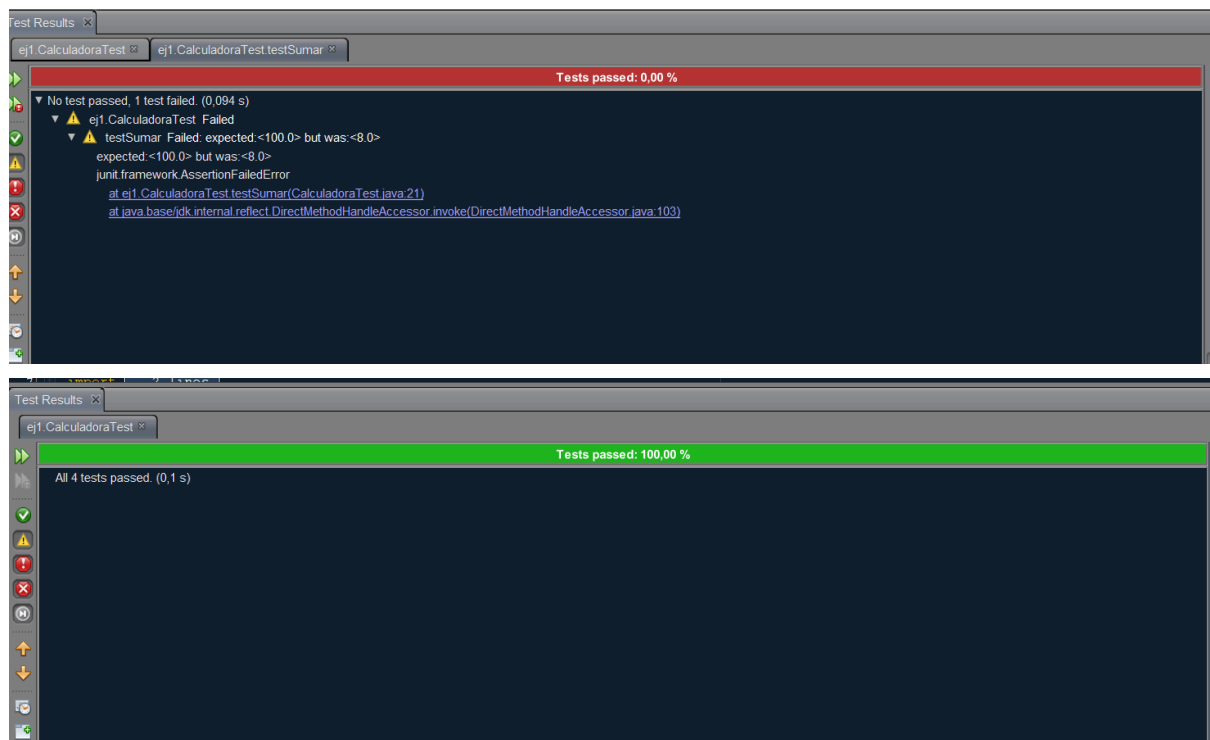 Test Results
ej1.CalculadoraTest ej1.CalculadoraTest.testSumar
Tests passed: 0,00 %
No test passed, 1 test failed. (0,094 s)
ej1.CalculadoraTest Failed
testSumar Failed: expected:<100.0> but was:<8.0>
expected:<100.0> but was:<8.0>
junit.framework.AssertionFailedError
at ej1.CalculadoraTest.testSumar(CalculadoraTest.java:21)
at java.base/jdk.internal.reflect.DirectMethodHandleAccessor.invoke(DirectMethodHandleAccessor.java:103)
Test Results
ej1.CalculadoraTest
Tests passed: 100,00 %
All 4 tests passed. (0,1 s)